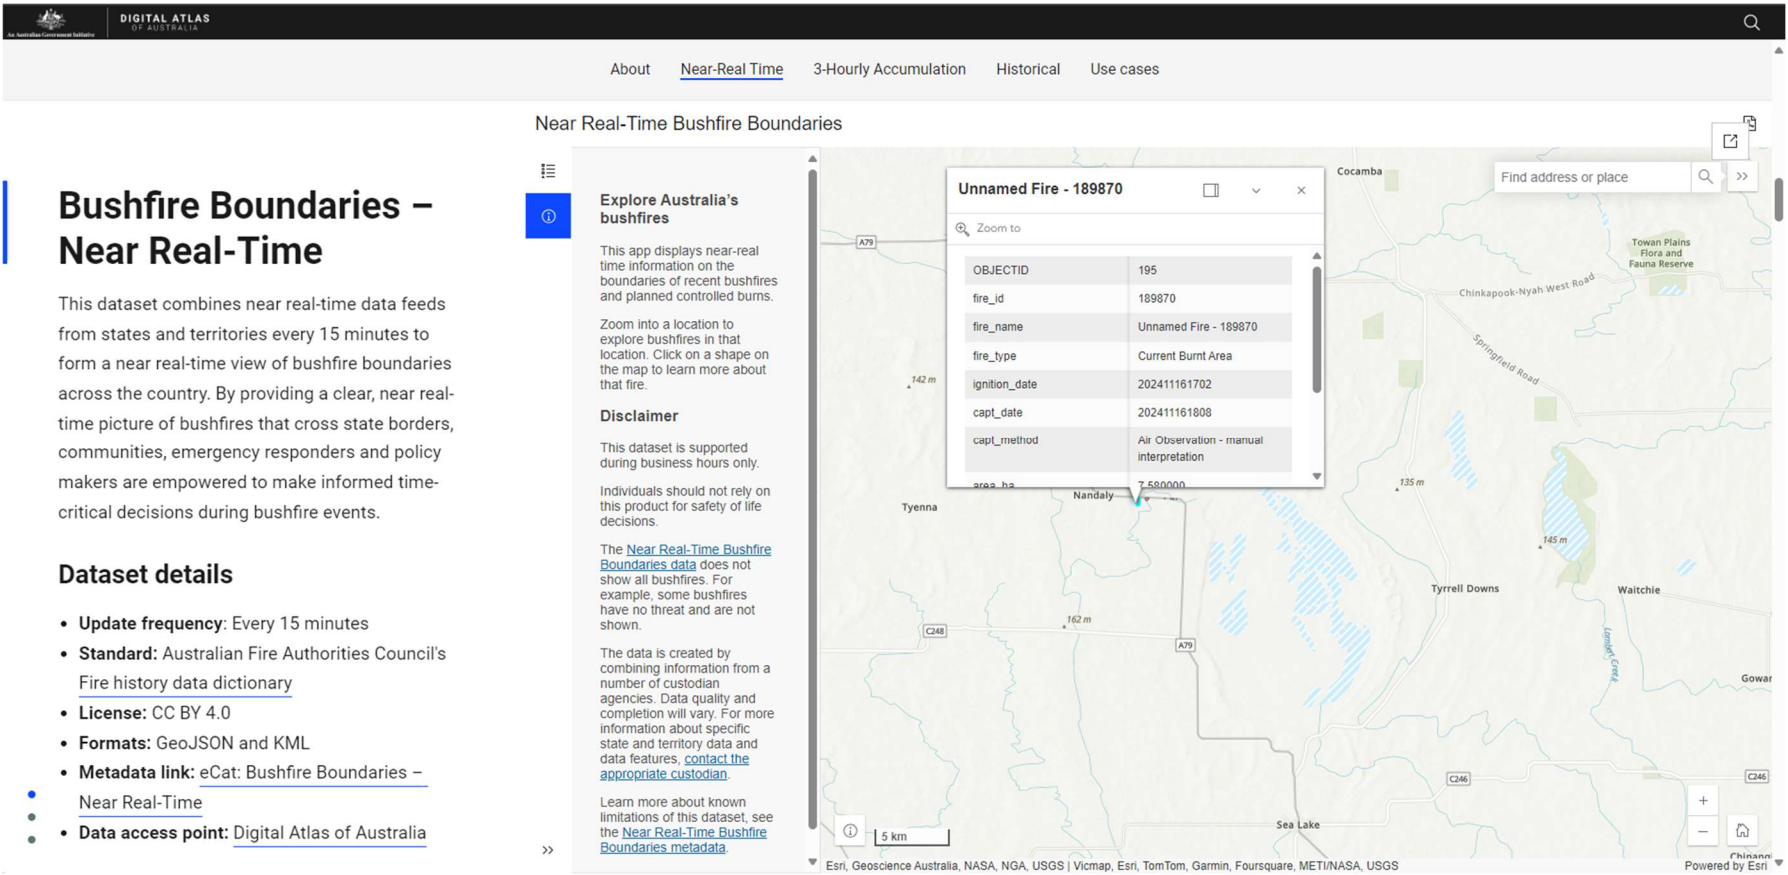 An Australian Government Initiative
DIGITAL ATLAS
OF AUSTRALIA
About
Near-Real Time
3-Hourly Accumulation
Historical
Use cases
Bushfire Boundaries –
Near Real-Time
This dataset combines near real-time data feeds
from states and territories every 15 minutes to
form a near real-time view of bushfire boundaries
across the country. By providing a clear, near real-
time picture of bushfires that cross state borders,
communities, emergency responders and policy
makers are empowered to make informed time-
critical decisions during bushfire events.
Dataset details
• Update frequency: Every 15 minutes
• Standard: Australian Fire Authorities Council's
Fire history data dictionary
• License: CC BY 4.0
• Formats: GeoJSON and KML
• Metadata link: eCat: Bushfire Boundaries –
Near Real-Time
• Data access point: Digital Atlas of Australia
Near Real-Time Bushfire Boundaries
Explore Australia's
bushfires
This app displays near-real
time information on the
boundaries of recent bushfires
and planned controlled burns.
Zoom into a location to
explore bushfires in that
location. Click on a shape on
the map to learn more about
that fire.
Disclaimer
This dataset is supported
during business hours only.
Individuals should not rely on
this product for safety of life
decisions.
The Near Real-Time Bushfire
Boundaries data does not
show all bushfires. For
example, some bushfires
have no threat and are not
shown.
The data is created by
combining information from a
number of custodian
agencies. Data quality and
completion will vary. For more
information about specific
state and territory data and
data features, contact the
appropriate custodian.
Learn more about known
limitations of this dataset, see
the Near Real-Time Bushfire
Boundaries metadata.
Unnamed Fire - 189870
Zoom to
OBJECTID 195
fire_id 189870
fire_name Unnamed Fire - 189870
fire_type Current Burnt Area
ignition_date 202411161702
capt_date 202411161808
capt_method Air Observation - manual
interpretation
area_ha 7.580000
Find address or place
Cocamba
A79
Towan Plains
Flora and
Fauna Reserve
Chinkapook-Nyah West Road
Springfield Road
142 m
135 m
Nandaly
Tyenna
145 m
Tyrrell Downs
Waitchie
162 m
C248
A79
Lambert Creek
Gowar
C246
C246
Sea Lake
Chinang
5 km
Esri, Geoscience Australia, NASA, NGA, USGS | Vicmap, Esri, TomTom, Garmin, Foursquare, METI/NASA, USGS
Powered by Esri